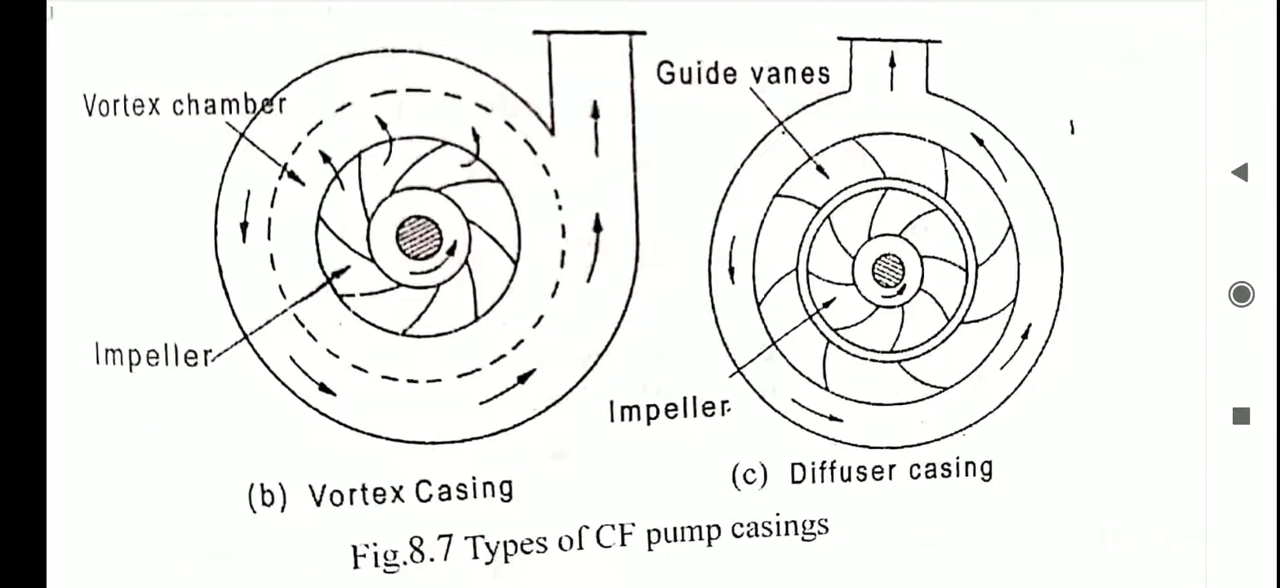 Vortex chamber
Impeller
(b) Vortex Casing
Guide vanes
Impeller
(c) Diffuser casing
Fig.8.7 Types of CF pump casings